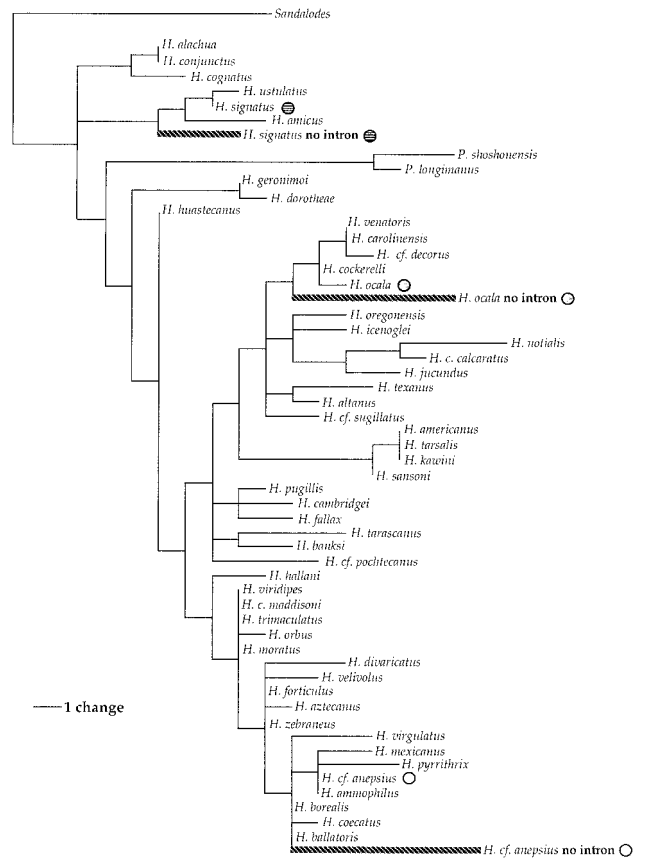 Sandalodes
H. alachua
H. conjunctus
H. cognatus
H. ustulatus
H. signatus
H. amicus
H. signatus no intron
P. shoshonensis
P. longimanus
H. geronimoi
H. dorotheae
H. huastecanus
H. venatoris
H. carolinensis
H. cf. decorus
H. cockerelli
H. ocala
H. ocala no intron
H. oregonensis
H. icenoglei
H. notialis
H. c. calcaratus
H. jucundus
H. texanus
H. altanus
H. cf. sugillatus
H. americanus
H. tarsalis
H. kawini
H. sansoni
H. pugillis
H. cambridgei
H. fallax
H. tarascanus
H. banksi
H. cf. pochtecanus
H. hallani
H. viridipes
H. c. maddisoni
H. trimaculatus
H. orbus
H. moratus
H. divaricatus
H. velivolus
H. forticulus
1 change
H. aztecanus
H. zebraneus
H. virgulatus
H. mexicanus
H. pyrrithrix
H. cf. anepsius
H. ammophilus
H. borealis
H. coecatus
H. ballatoris
H. cf. anepsius no intron